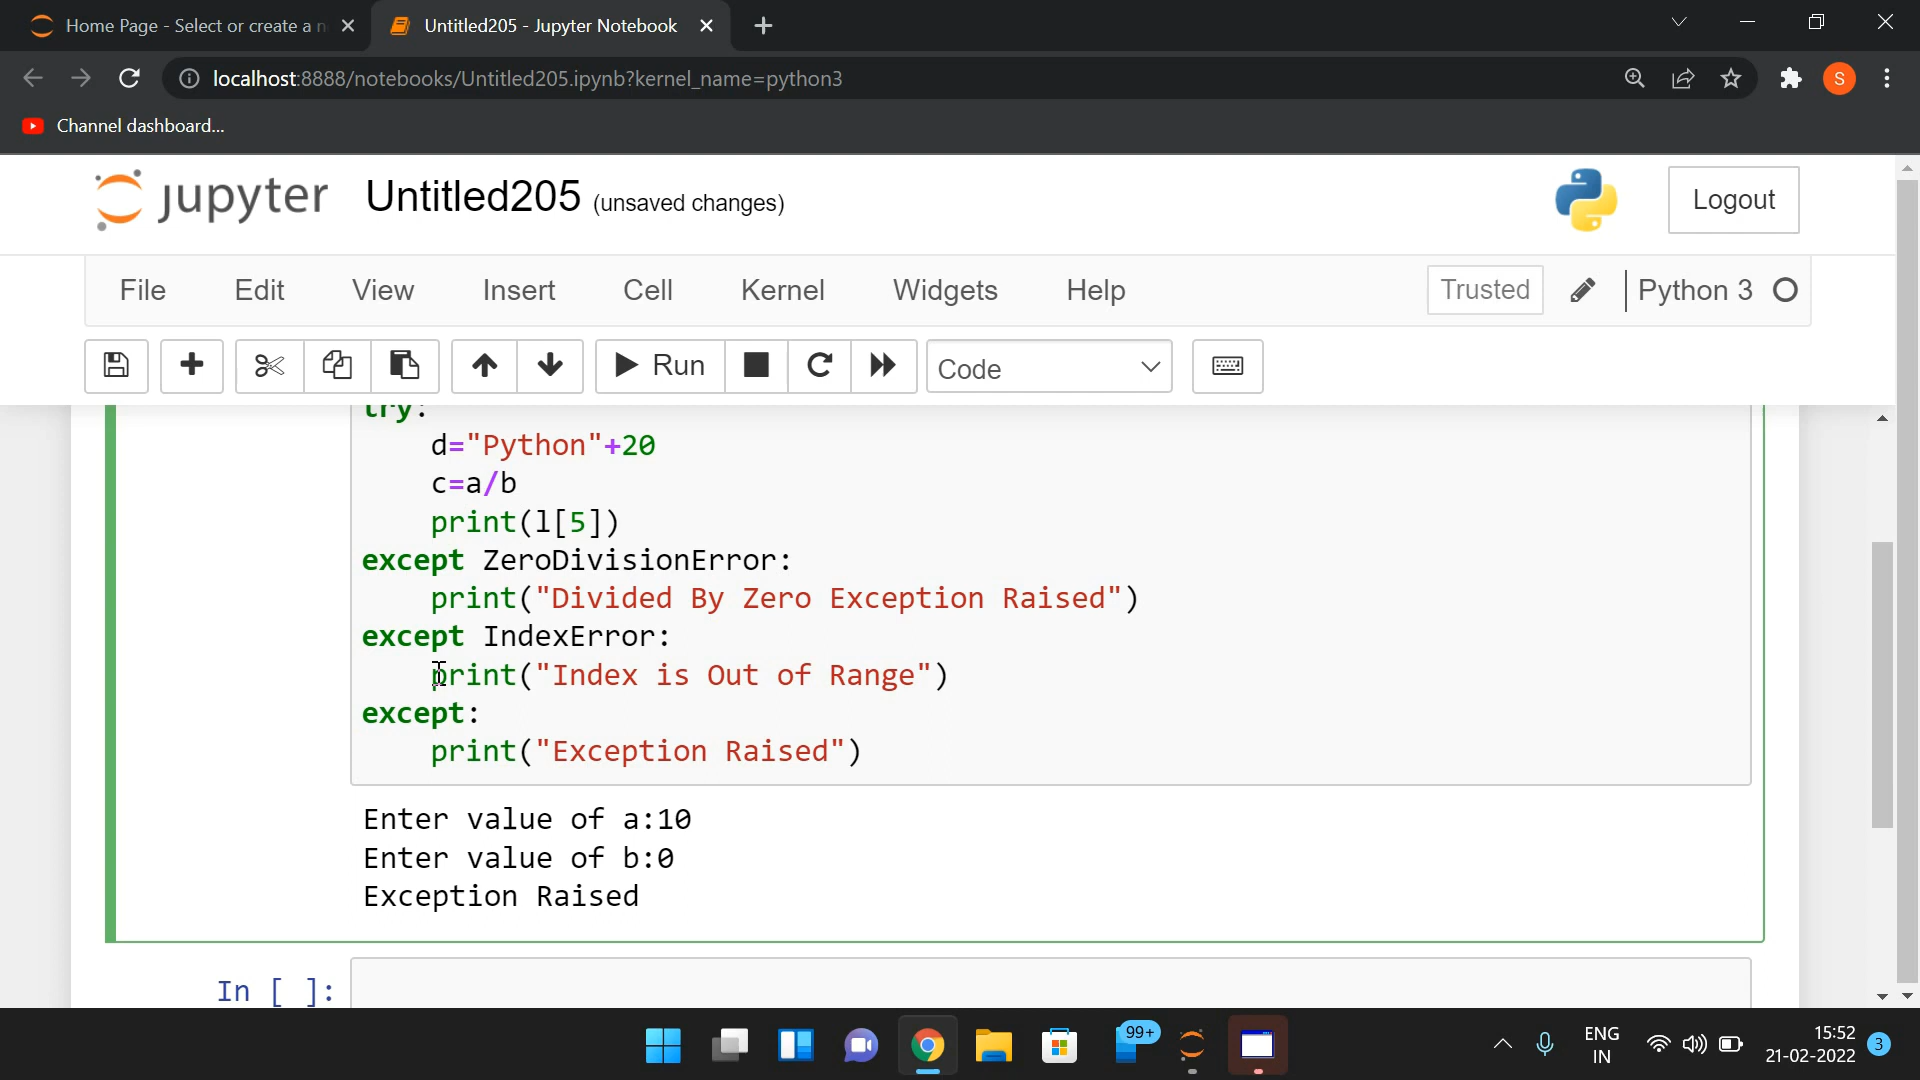 Home Page - Select or create a n
Untitled205 - Jupyter Notebook
localhost:8888/notebooks/Untitled205.ipynb?kernel_name=python3
S
Channel dashboard...
jupyter Untitled205 (unsaved changes)
Logout
File Edit View Insert Cell Kernel Widgets Help Trusted Python 3
Run Code
try:
d="Python"+20
c=a/b
print(l[5])
except ZeroDivisionError:
print("Divided By Zero Exception Raised")
except IndexError:
print("Index is Out of Range")
except:
print("Exception Raised")
Enter value of a:10
Enter value of b:0
Exception Raised
In [ ]:
99+
ENG
IN
15:52
21-02-2022
3